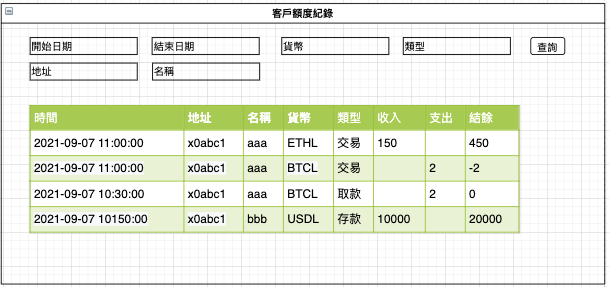 客戶額度紀錄
開始日期 結束日期 貨幣 類型 查詢
地址 名稱
時間 地址 名稱 貨幣 類型 收入 支出 結餘
2021-09-07 11:00:00 x0abc1 aaa ETHL 交易 150 450
2021-09-07 11:00:00 x0abc1 aaa BTCL 交易 2 -2
2021-09-07 10:30:00 x0abc1 aaa BTCL 取款 2 0
2021-09-07 10150:00 x0abc1 bbb USDL 存款 10000 20000